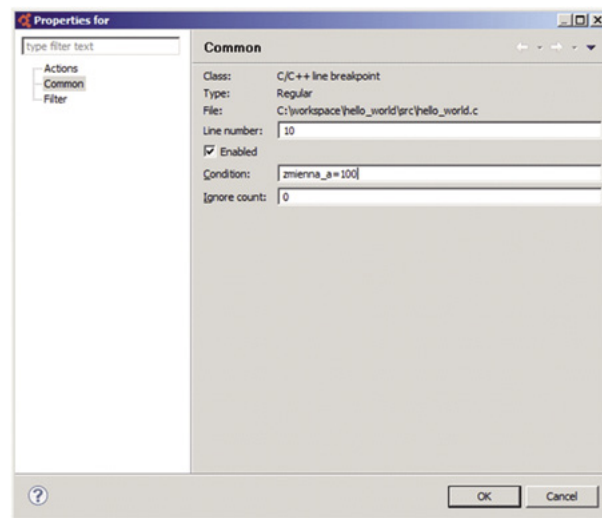 Properties for
type filter text
Actions
Common
Filter
Common
Class: C/C++ line breakpoint
Type: Regular
File: C:\workspace\hello_world\src\hello_world.c
Line number: 10
Enabled
Condition: zmienna_a=100
Ignore count: 0
OK Cancel